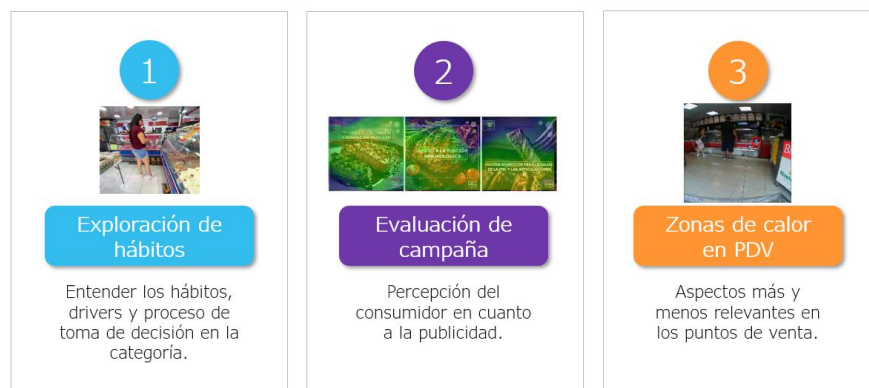 1
Exploración de
hábitos
Entender los hábitos,
drivers y proceso de
toma de decisión en la
categoría.
2
Evaluación de
campaña
Percepción del
consumidor en cuanto
a la publicidad.
3
Zonas de calor
en PDV
Aspectos más y
menos relevantes en
los puntos de venta.